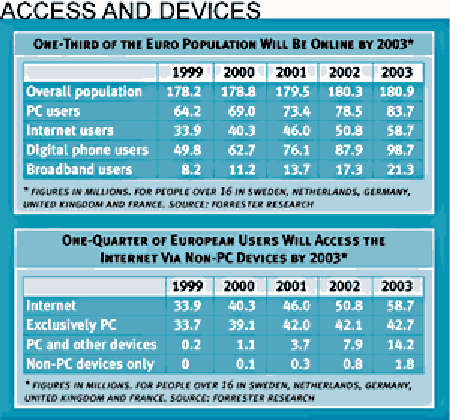 ACCESS AND DEVICES
ONE-THIRD OF THE EURO POPULATION WILL BE ONLINE BY 2003*
1999 2000 2001 2002 2003
Overall population 178.2 178.8 179.5 180.3 180.9
PC users 64.2 69.0 73.4 78.5 83.7
Internet users 33.9 40.3 46.0 50.8 58.7
Digital phone users 49.8 62.7 76.1 87.9 98.7
Broadband users 8.2 11.2 13.7 17.3 21.3
* FIGURES IN MILLIONS. FOR PEOPLE OVER 16 IN SWEDEN, NETHERLANDS, GERMANY,
UNITED KINGDOM AND FRANCE. SOURCE: FORRESTER RESEARCH
ONE-QUARTER OF EUROPEAN USERS WILL ACCESS THE
INTERNET VIA NON-PC DEVICES BY 2003*
1999 2000 2001 2002 2003
Internet 33.9 40.3 46.0 50.8 58.7
Exclusively PC 33.7 39.1 42.0 42.1 42.7
PC and other devices 0.2 1.1 3.7 7.9 14.2
Non-PC devices only 0 0.1 0.3 0.8 1.8
* FIGURES IN MILLIONS. FOR PEOPLE OVER 16 IN SWEDEN, NETHERLANDS, GERMANY,
UNITED KINGDOM AND FRANCE. SOURCE: FORRESTER RESEARCH